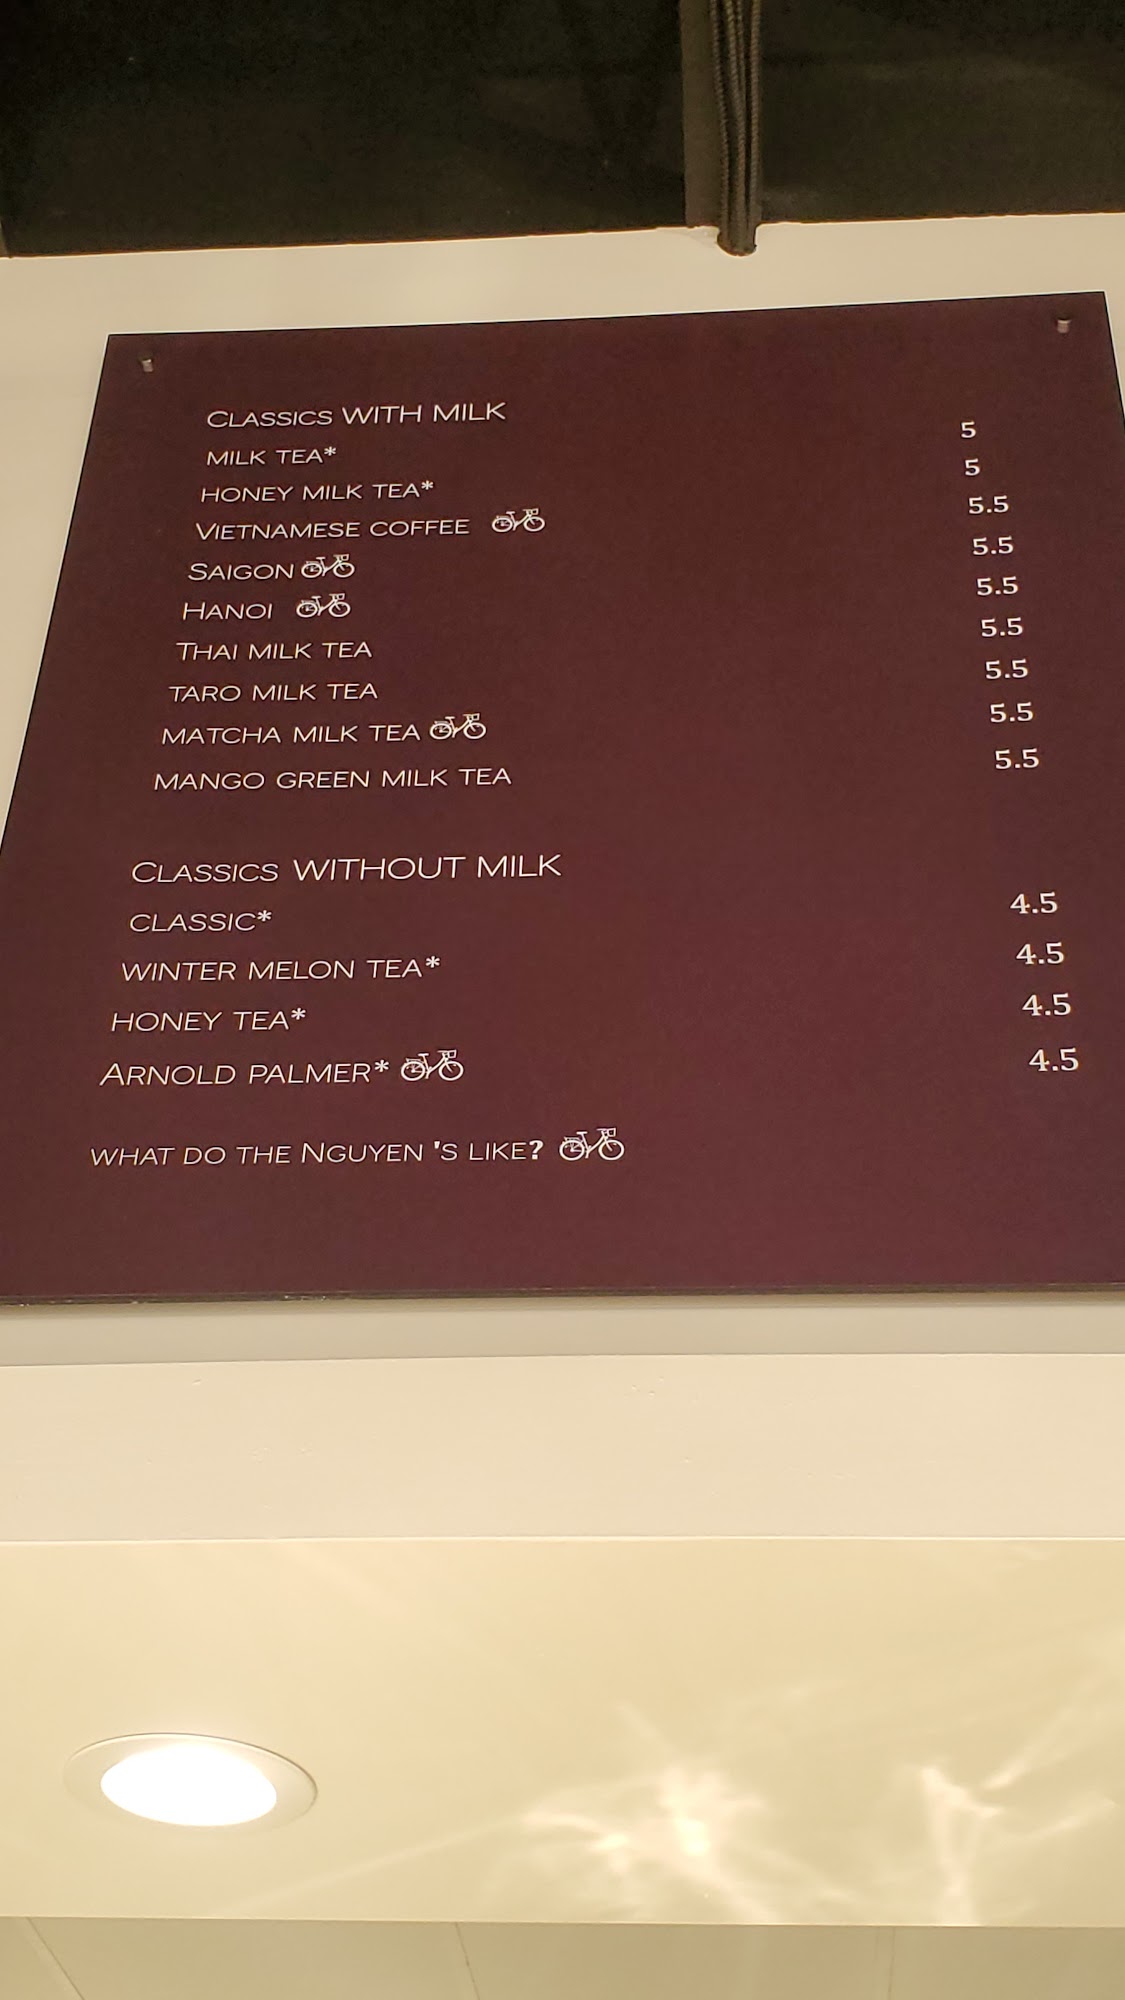 Classics WITH MILK
MILK TEA* 5
HONEY MILK TEA* 5
VIETNAMESE COFFEE 5.5
SAIGON 5.5
HANOI 5.5
THAI MILK TEA 5.5
TARO MILK TEA 5.5
MATCHA MILK TEA 5.5
MANGO GREEN MILK TEA 5.5
Classics WITHOUT MILK
CLASSIC* 4.5
WINTER MELON TEA* 4.5
HONEY TEA* 4.5
ARNOLD PALMER* 4.5
WHAT DO THE NGUYEN 'S LIKE?